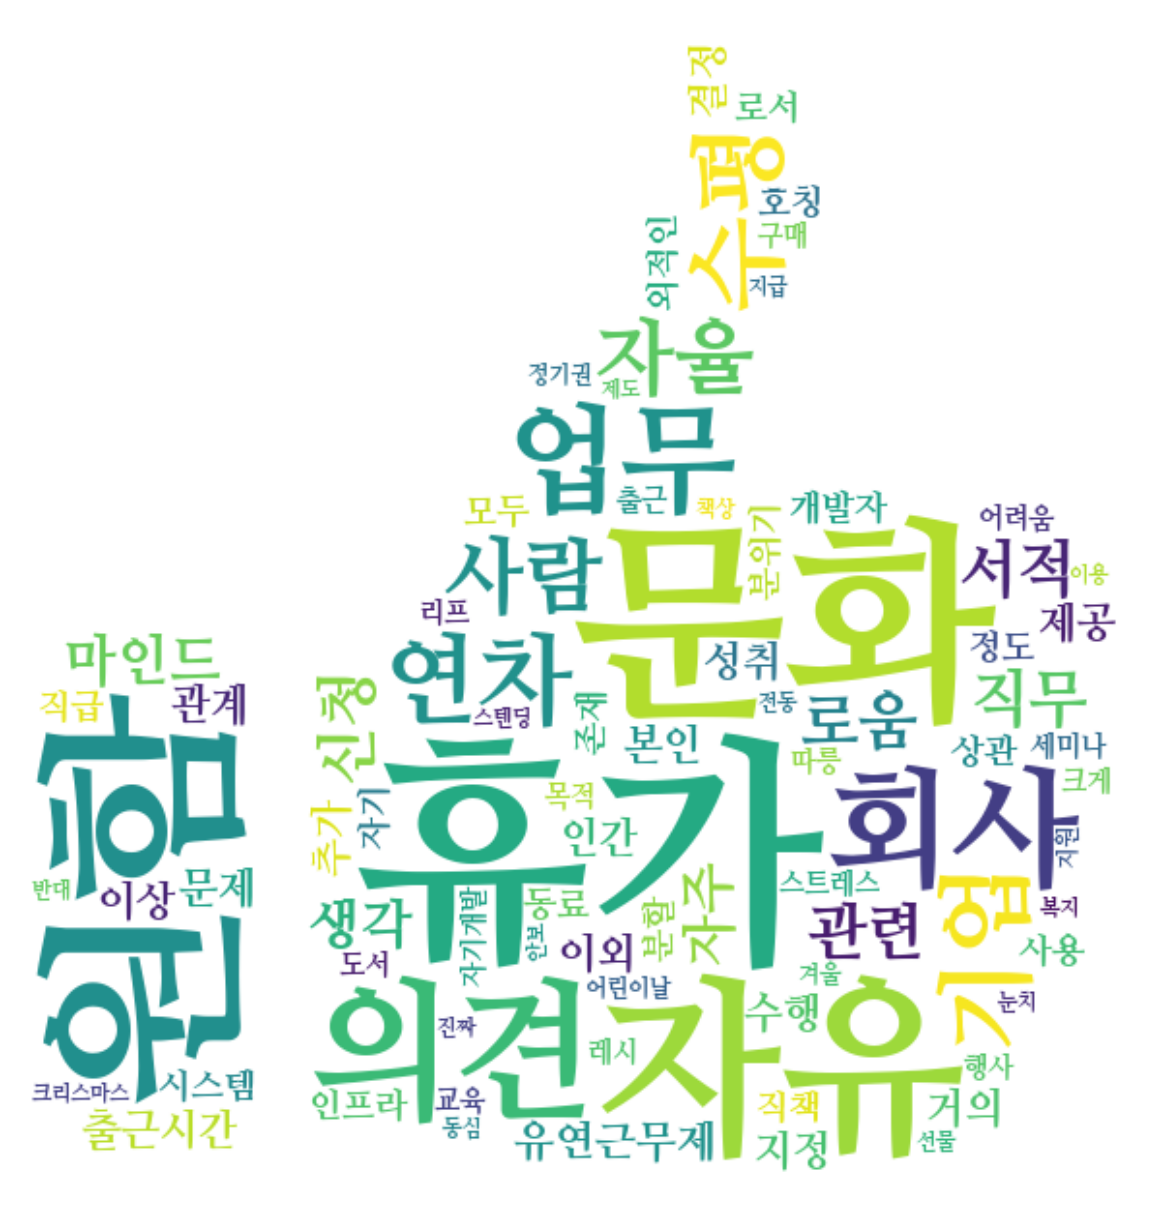 결정
로서
수평
호칭
외적인
구매
지급
자율
정기권
제도
업무
출근
책상
모두
개발자
분위기
어려움
문화
사람
서적
이용
리프
제공
마인드
연차
성취
정도
직급
관계
신청
스텐딩
존재
본인
전동
로움
직무
원함
휴가
따릉
상관
세미나
크게
추가
자기
목적
인간
회사
지원
반대
이상
문제
생각
자기개발
동료
안보
분할
자주
스트레스
관련
기업
복지
도서
이외
사용
어린이날
겨울
눈치
의견
자유
진짜
레시
수행
행사
크리스마스
시스템
인프라
교육
직책
거의
출근시간
동심
유연근무제
지정
선물